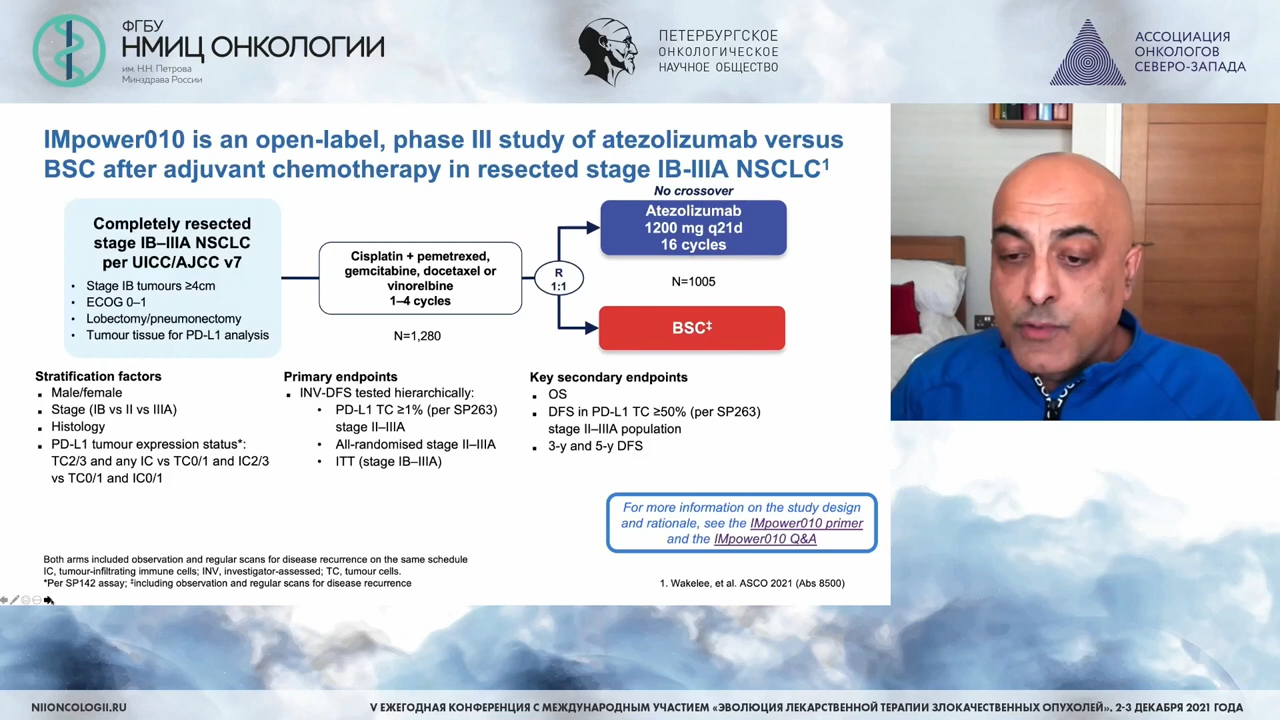 ФГБУ
НМИЦ ОНКОЛОГИИ
им. Н.Н. Петрова
Минздрава России
ПЕТЕРБУРГСКОЕ
ОНКОЛОГИЧЕСКОЕ
НАУЧНОЕ ОБЩЕСТВО
АССОЦИАЦИЯ
ОНКОЛОГОВ
СЕВЕРО-ЗАПАДА
IMpower010 is an open-label, phase III study of atezolizumab versus
BSC after adjuvant chemotherapy in resected stage IB-IIIA NSCLC1
Completely resected
stage IB–IIIA NSCLC
per UICC/AJCC v7
• Stage IB tumours ≥4cm
• ECOG 0–1
• Lobectomy/pneumonectomy
• Tumour tissue for PD-L1 analysis
Cisplatin + pemetrexed,
gemcitabine, docetaxel or
vinorelbine
1–4 cycles
N=1,280
R
1:1
No crossover
Atezolizumab
1200 mg q21d
16 cycles
N=1005
BSC‡
Stratification factors
▪ Male/female
▪ Stage (IB vs II vs IIIA)
▪ Histology
▪ PD-L1 tumour expression status*:
TC2/3 and any IC vs TC0/1 and IC2/3
vs TC0/1 and IC0/1
Primary endpoints
▪ INV-DFS tested hierarchically:
• PD-L1 TC ≥1% (per SP263)
stage II–IIIA
• All-randomised stage II–IIIA
• ITT (stage IB–IIIA)
Key secondary endpoints
▪ OS
▪ DFS in PD-L1 TC ≥50% (per SP263)
stage II–IIIA population
▪ 3-y and 5-y DFS
For more information on the study design
and rationale, see the IMpower010 primer
and the IMpower010 Q&A
Both arms included observation and regular scans for disease recurrence on the same schedule
IC, tumour-infiltrating immune cells; INV, investigator-assessed; TC, tumour cells.
*Per SP142 assay; ‡including observation and regular scans for disease recurrence
1. Wakelee, et al. ASCO 2021 (Abs 8500)
NIIONCOLOGII.RU
V ЕЖЕГОДНАЯ КОНФЕРЕНЦИЯ С МЕЖДУНАРОДНЫМ УЧАСТИЕМ «ЭВОЛЮЦИЯ ЛЕКАРСТВЕННОЙ ТЕРАПИИ ЗЛОКАЧЕСТВЕННЫХ ОПУХОЛЕЙ». 2-3 ДЕКАБРЯ 2021 ГОДА